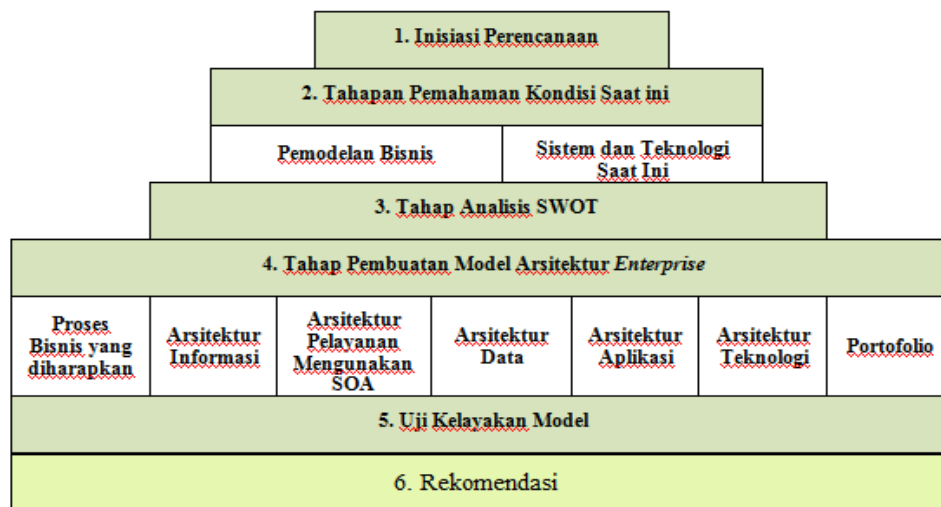 1. Inisiasi Perencanaan
2. Tahapan Pemahaman Kondisi Saat ini
Pemodelan Bisnis
Sistem dan Teknologi
Saat Ini
3. Tahap Analisis SWOT
4. Tahap Pembuatan Model Arsitektur Enterprise
Proses
Bisnis yang
diharapkan
Arsitektur
Informasi
Arsitektur
Pelayanan
Mengunakan
SOA
Arsitektur
Data
Arsitektur
Aplikasi
Arsitektur
Teknologi
Portofolio
5. Uji Kelayakan Model
6. Rekomendasi